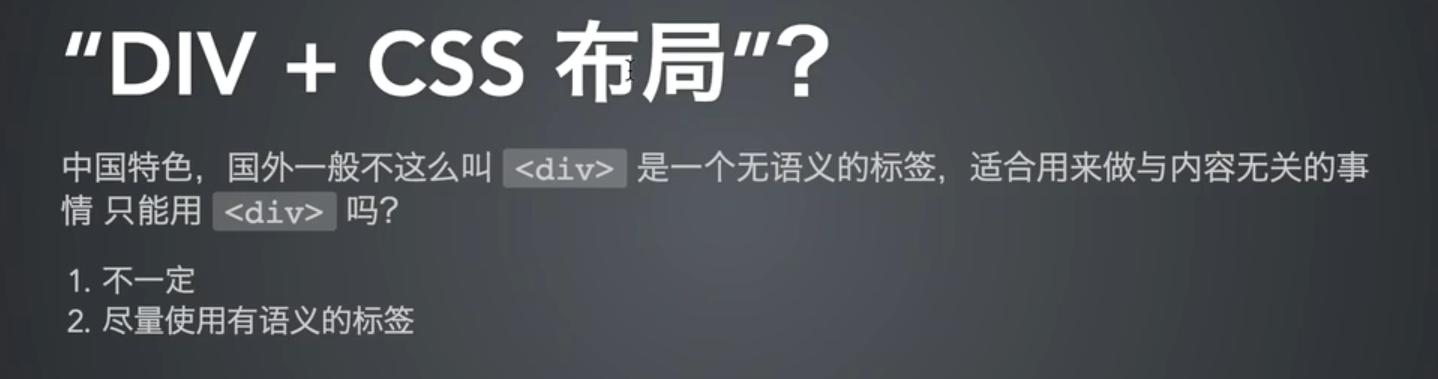 “DIV + CSS 布局”?
中国特色，国外一般不这么叫 <div> 是一个无语义的标签，适合用来做与内容无关的事
情 只能用 <div> 吗？
1. 不一定
2. 尽量使用有语义的标签